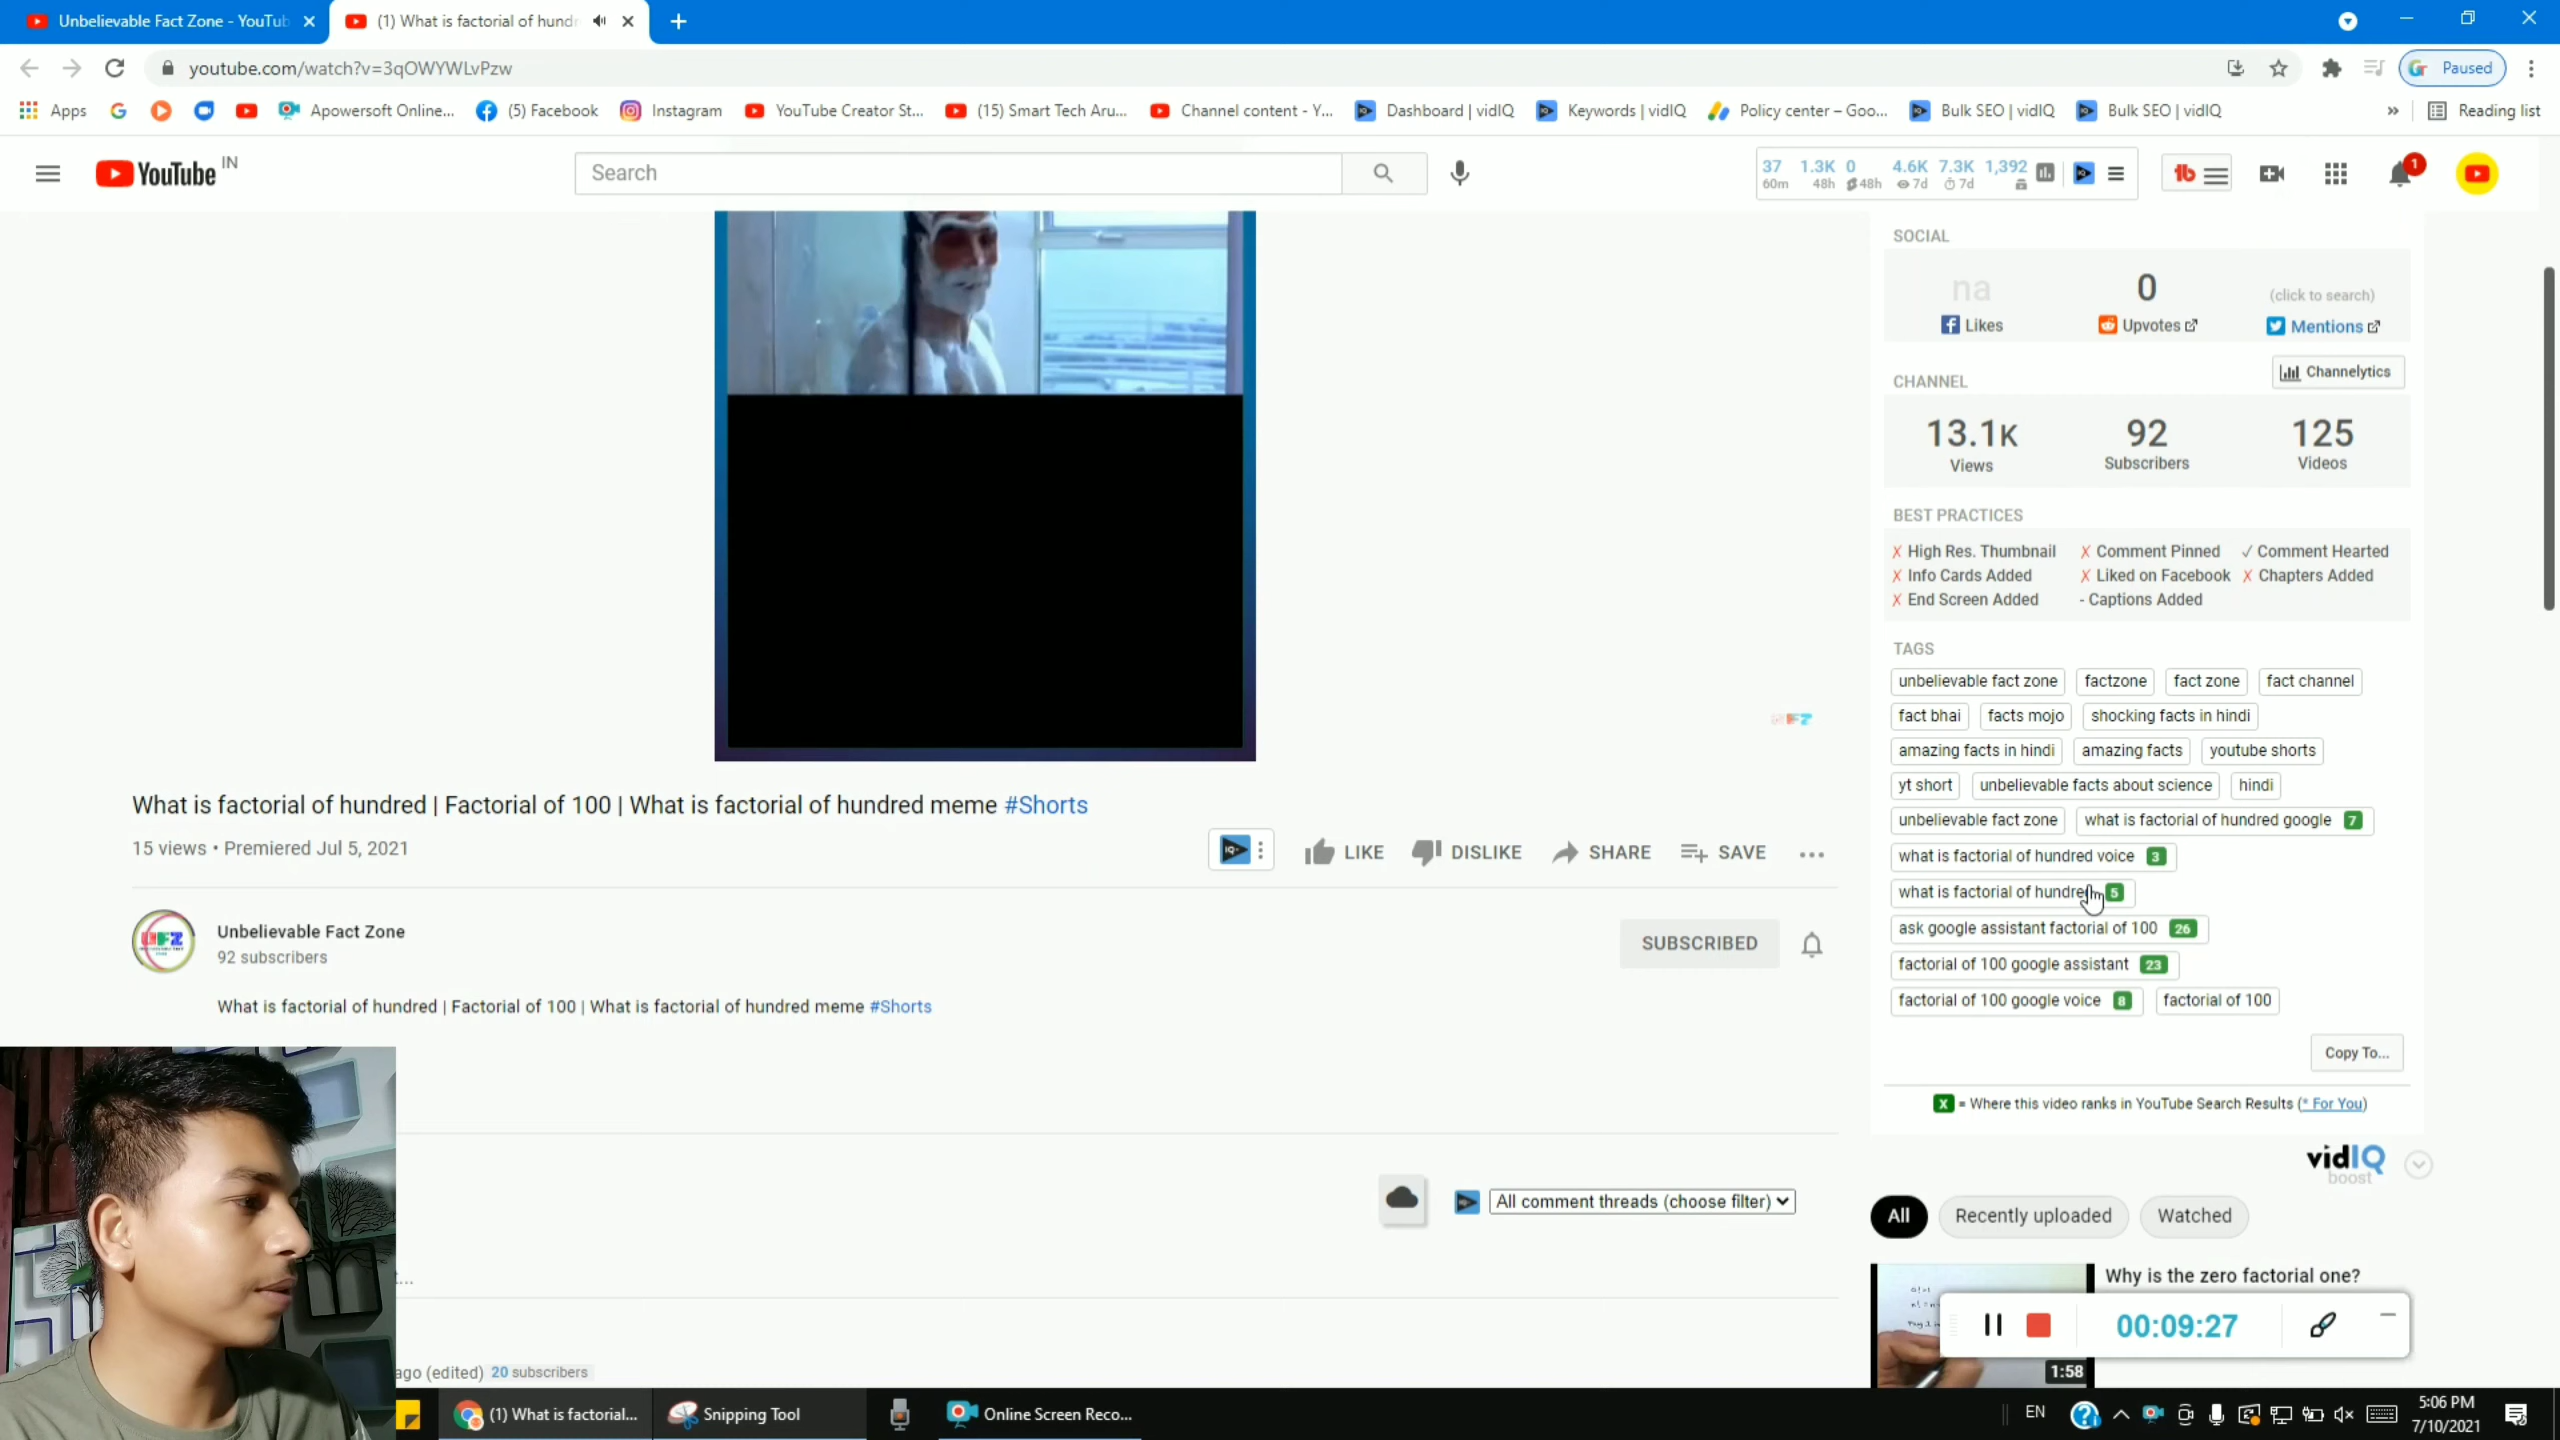 Unbelievable Fact Zone - YouTub
(1) What is factorial of hundr
youtube.com/watch?v=3qOWYWLvPzw
Paused
Apps
Apowersoft Online...
(5) Facebook
Instagram
YouTube Creator St...
(15) Smart Tech Aru...
Channel content - Y...
Dashboard | vidIQ
Keywords | vidIQ
Policy center – Goo...
Bulk SEO | vidIQ
Bulk SEO | vidIQ
»
Reading list
YouTube IN
Search
37 1.3K 0 4.6K 7.3K 1,392
60m 48h 48h 7d 7d
tb
1
SOCIAL
na 0 (click to search)
Likes Upvotes Mentions
CHANNEL Channelytics
13.1K 92 125
Views Subscribers Videos
BEST PRACTICES
X High Res. Thumbnail X Comment Pinned ✓ Comment Hearted
X Info Cards Added X Liked on Facebook X Chapters Added
X End Screen Added - Captions Added
TAGS
unbelievable fact zone factzone fact zone fact channel
fact bhai facts mojo shocking facts in hindi
amazing facts in hindi amazing facts youtube shorts
yt short unbelievable facts about science hindi
unbelievable fact zone what is factorial of hundred google 7
what is factorial of hundred voice 3
what is factorial of hundred 5
ask google assistant factorial of 100 26
factorial of 100 google assistant 23
factorial of 100 google voice 8 factorial of 100
Copy To...
X = Where this video ranks in YouTube Search Results (* For You)
vidIQ
boost
All Recently uploaded Watched
Why is the zero factorial one?
1:58
00:09:27
What is factorial of hundred | Factorial of 100 | What is factorial of hundred meme #Shorts
15 views • Premiered Jul 5, 2021
IQ
LIKE DISLIKE SHARE SAVE ...
UFZ
Unbelievable Fact Zone
92 subscribers
SUBSCRIBED
What is factorial of hundred | Factorial of 100 | What is factorial of hundred meme #Shorts
All comment threads (choose filter)
ago (edited) 20 subscribers
(1) What is factorial...
Snipping Tool
Online Screen Reco...
EN
5:06 PM
7/10/2021